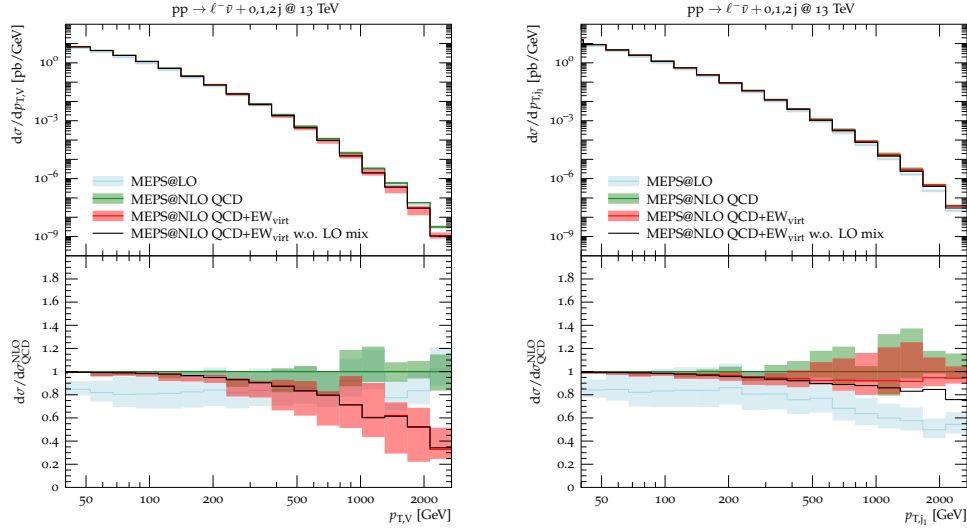 pp → ℓ⁻ν̄ + 0,1,2j @ 13 TeV
dσ/dp_T,V [pb/GeV]
10⁰
10⁻³
10⁻⁶
10⁻⁹
MEPS@LO
MEPS@NLO QCD
MEPS@NLO QCD+EW_virt
MEPS@NLO QCD+EW_virt w.o. LO mix
dσ/dσ^NLO_QCD
1.8
1.6
1.4
1.2
1
0.8
0.6
0.4
0.2
0
50 100 200 500 1000 2000
p_T,V [GeV]
pp → ℓ⁻ν̄ + 0,1,2j @ 13 TeV
dσ/dp_T,j₁ [pb/GeV]
10⁰
10⁻³
10⁻⁶
10⁻⁹
MEPS@LO
MEPS@NLO QCD
MEPS@NLO QCD+EW_virt
MEPS@NLO QCD+EW_virt w.o. LO mix
dσ/dσ^NLO_QCD
1.8
1.6
1.4
1.2
1
0.8
0.6
0.4
0.2
0
50 100 200 500 1000 2000
p_T,j₁ [GeV]